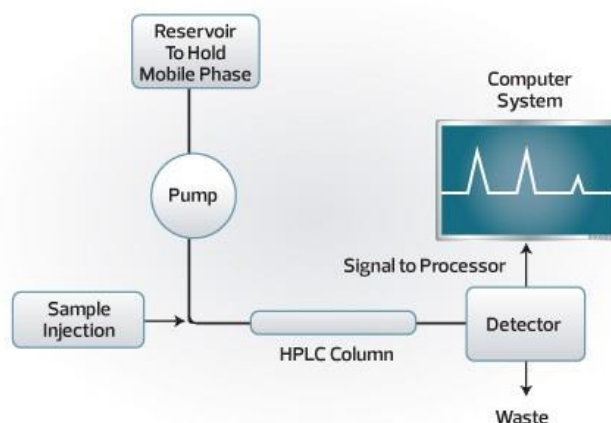 Reservoir
To Hold
Mobile Phase
Computer
System
Pump
Signal to Processor
Sample
Injection
HPLC Column
Detector
Waste